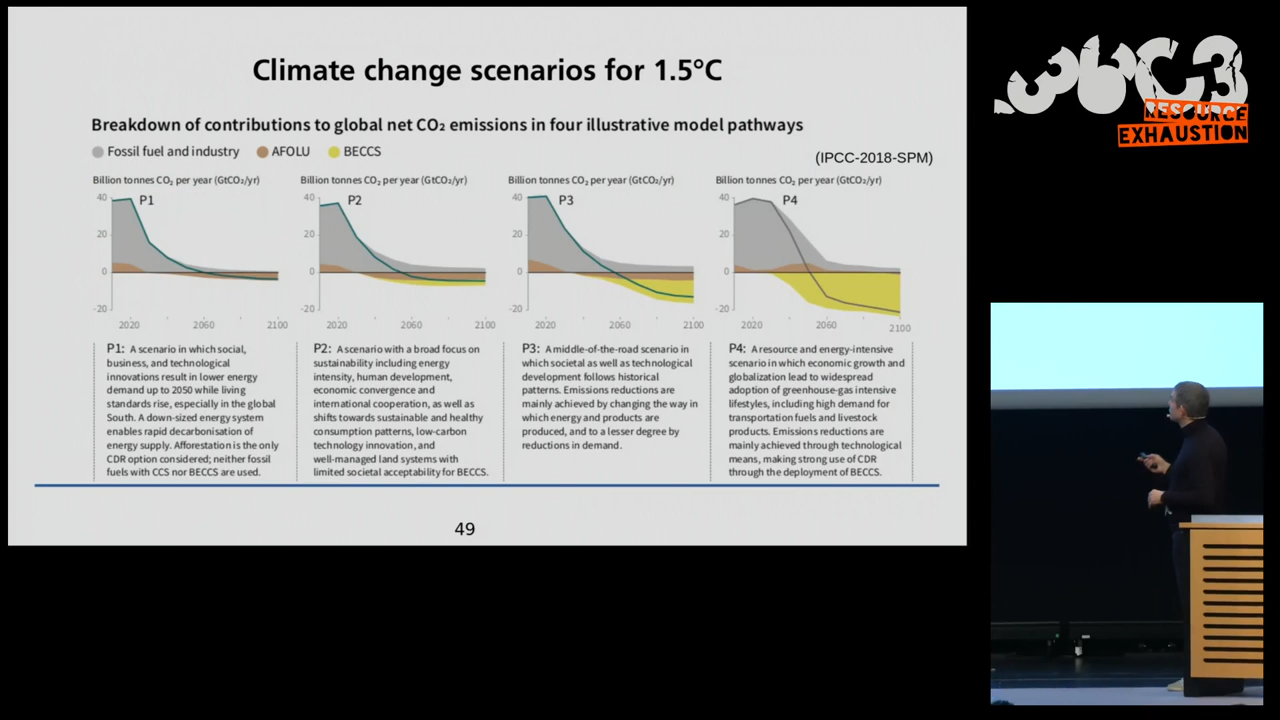 Climate change scenarios for 1.5°C
Breakdown of contributions to global net CO₂ emissions in four illustrative model pathways
Fossil fuel and industry AFOLU BECCS
(IPCC-2018-SPM)
Billion tonnes CO₂ per year (GtCO₂/yr)
40
20
0
-20
P1
2020 2060 2100
Billion tonnes CO₂ per year (GtCO₂/yr)
40
20
0
-20
P2
2020 2060 2100
Billion tonnes CO₂ per year (GtCO₂/yr)
40
20
0
-20
P3
2020 2060 2100
Billion tonnes CO₂ per year (GtCO₂/yr)
40
20
0
-20
P4
2020 2060 2100
P1: A scenario in which social,
business, and technological
innovations result in lower energy
demand up to 2050 while living
standards rise, especially in the global
South. A down-sized energy system
enables rapid decarbonisation of
energy supply. Afforestation is the only
CDR option considered; neither fossil
fuels with CCS nor BECCS are used.
P2: A scenario with a broad focus on
sustainability including energy
intensity, human development,
economic convergence and
international cooperation, as well as
shifts towards sustainable and healthy
consumption patterns, low-carbon
technology innovation, and
well-managed land systems with
limited societal acceptability for BECCS.
P3: A middle-of-the-road scenario in
which societal as well as technological
development follows historical
patterns. Emissions reductions are
mainly achieved by changing the way in
which energy and products are
produced, and to a lesser degree by
reductions in demand.
P4: A resource and energy-intensive
scenario in which economic growth and
globalization lead to widespread
adoption of greenhouse-gas intensive
lifestyles, including high demand for
transportation fuels and livestock
products. Emissions reductions are
mainly achieved through technological
means, making strong use of CDR
through the deployment of BECCS.
49
36C3
RESOURCE
EXHAUSTION